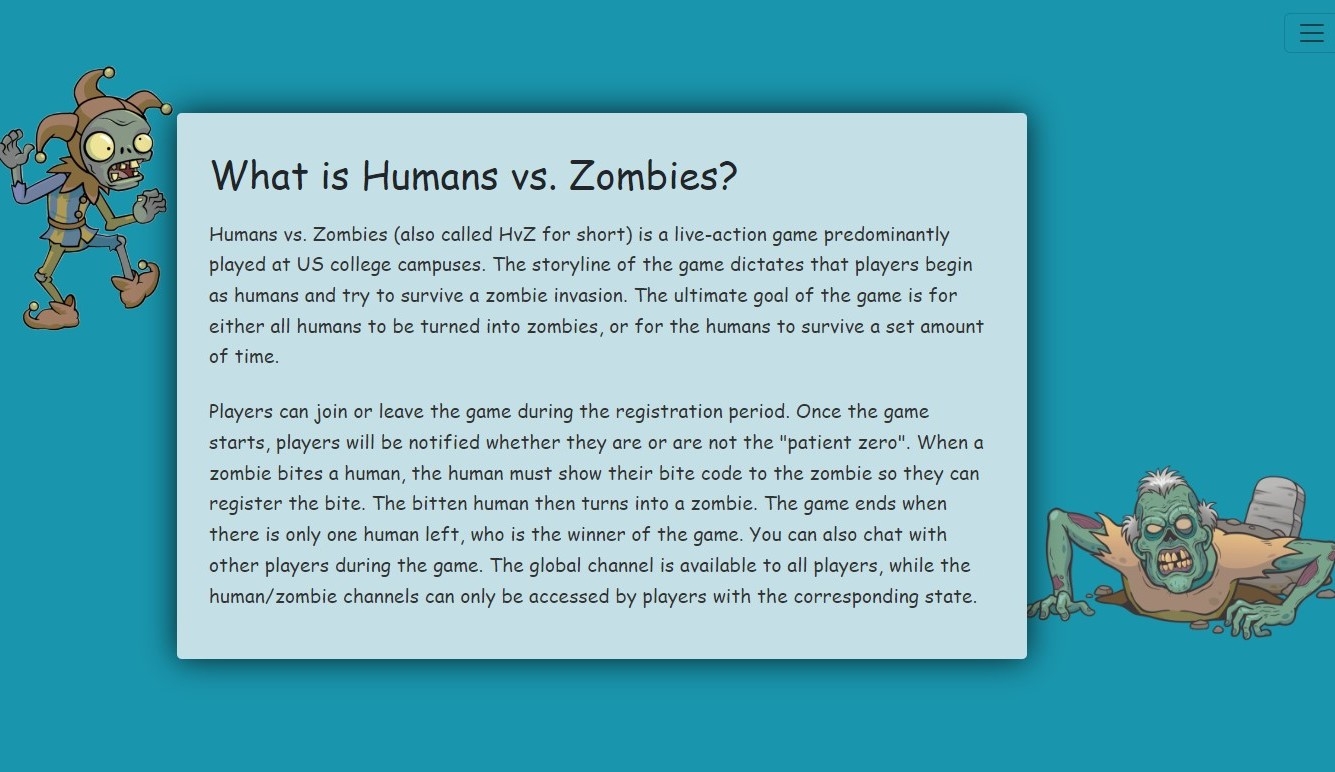 What is Humans vs. Zombies?
Humans vs. Zombies (also called HvZ for short) is a live-action game predominantly
played at US college campuses. The storyline of the game dictates that players begin
as humans and try to survive a zombie invasion. The ultimate goal of the game is for
either all humans to be turned into zombies, or for the humans to survive a set amount
of time.
Players can join or leave the game during the registration period. Once the game
starts, players will be notified whether they are or are not the "patient zero". When a
zombie bites a human, the human must show their bite code to the zombie so they can
register the bite. The bitten human then turns into a zombie. The game ends when
there is only one human left, who is the winner of the game. You can also chat with
other players during the game. The global channel is available to all players, while the
human/zombie channels can only be accessed by players with the corresponding state.